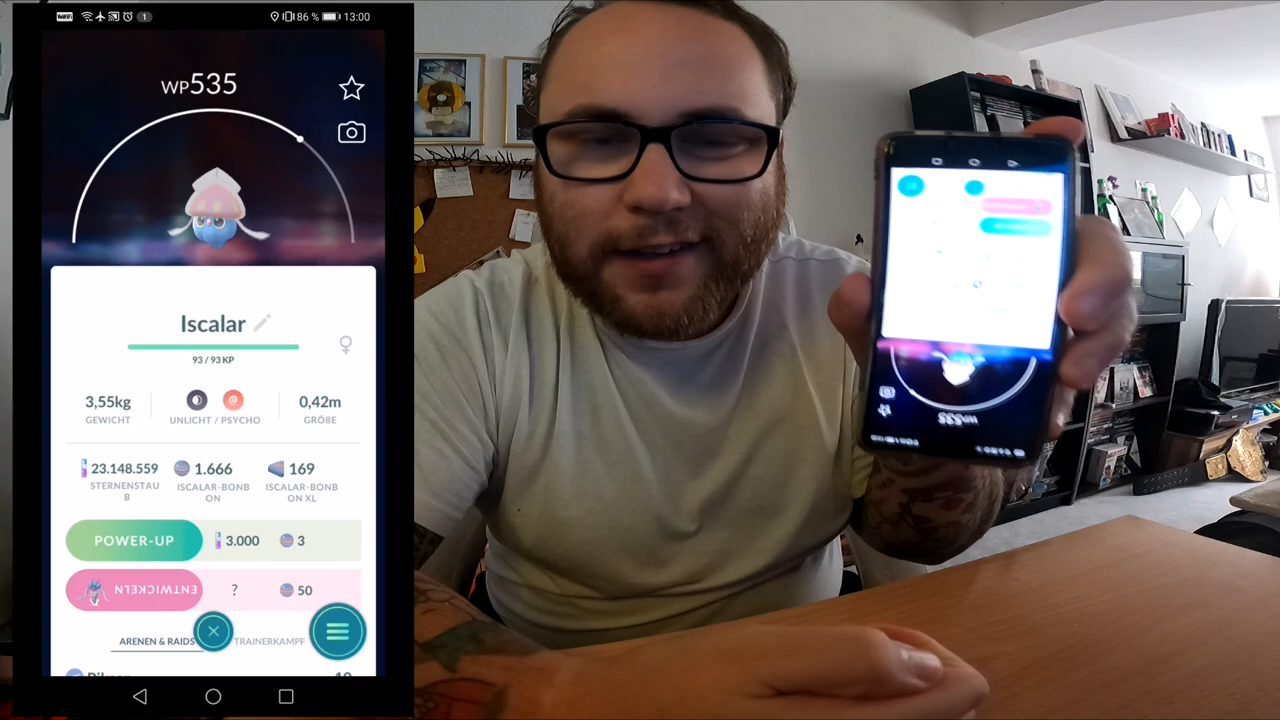 1
86 %
13:00
WP535
Iscalar
93 / 93 KP
3,55kg
0,42m
GEWICHT
UNLICHT / PSYCHO
GRÖẞE
23.148.559
1.666
169
STERNENSTAU
B
ISCALAR-BONB
ON
ISCALAR-BONB
ON XL
POWER-UP
3.000
3
ENTWICKELN
?
50
ARENEN & RAIDS
TRAINERKAMPF